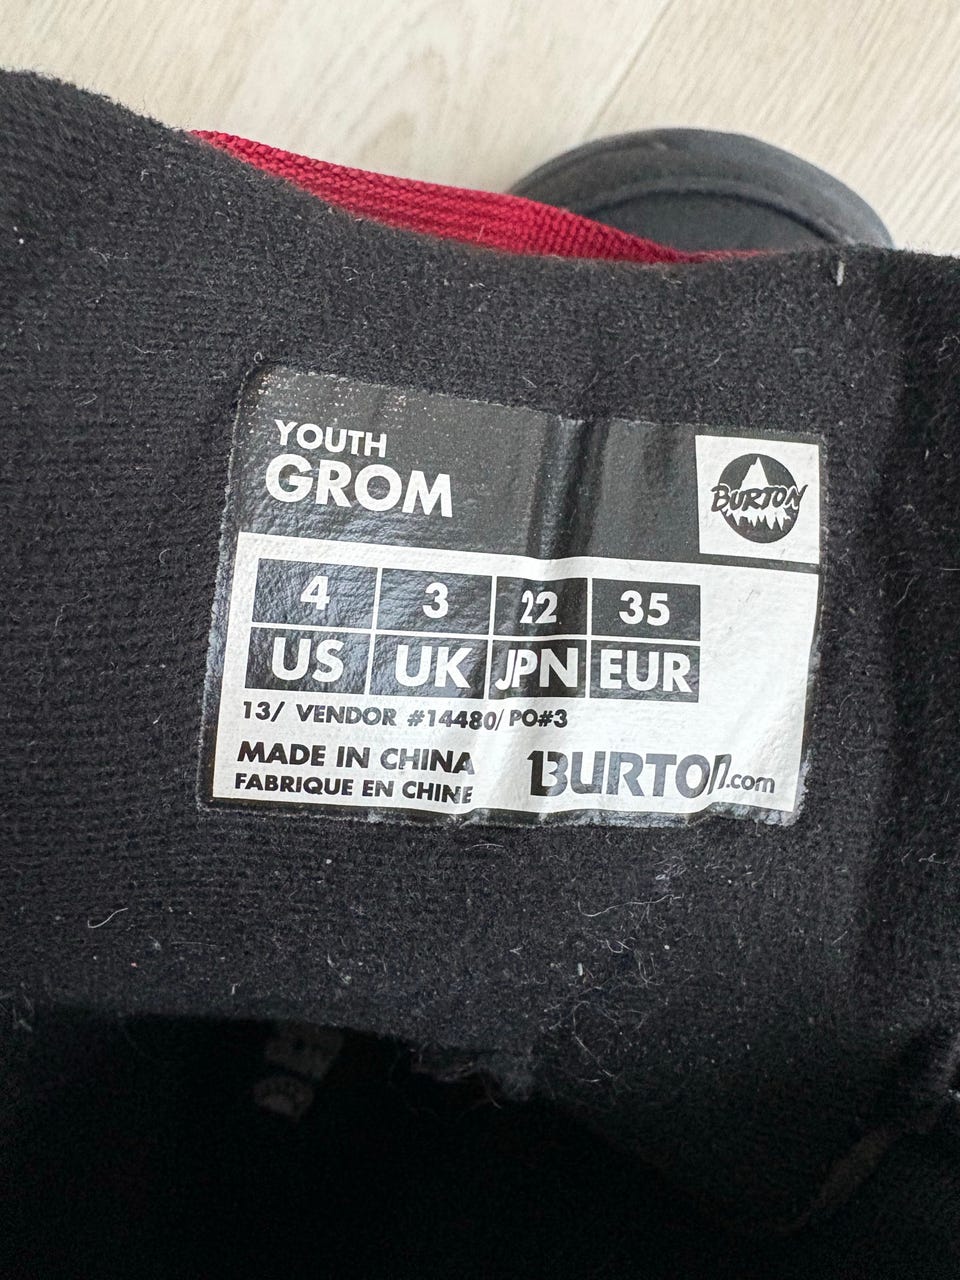 YOUTH
GROM
BURTON
4 3 22 35
US UK JPN EUR
13/ VENDOR #14480/ PO#3
MADE IN CHINA
FABRIQUE EN CHINE
BURTON.com